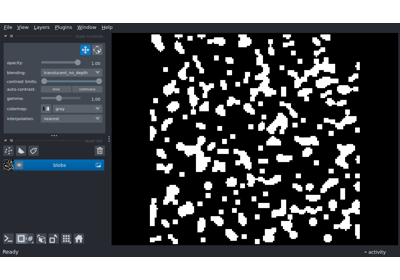 File View Layers Plugins Window Help
opacity: 1.00
blending: translucent_no_depth
contrast limits:
auto-contrast: once continuous
gamma: 1.00
colormap: gray
interpolation: nearest
blobs
Ready
activity